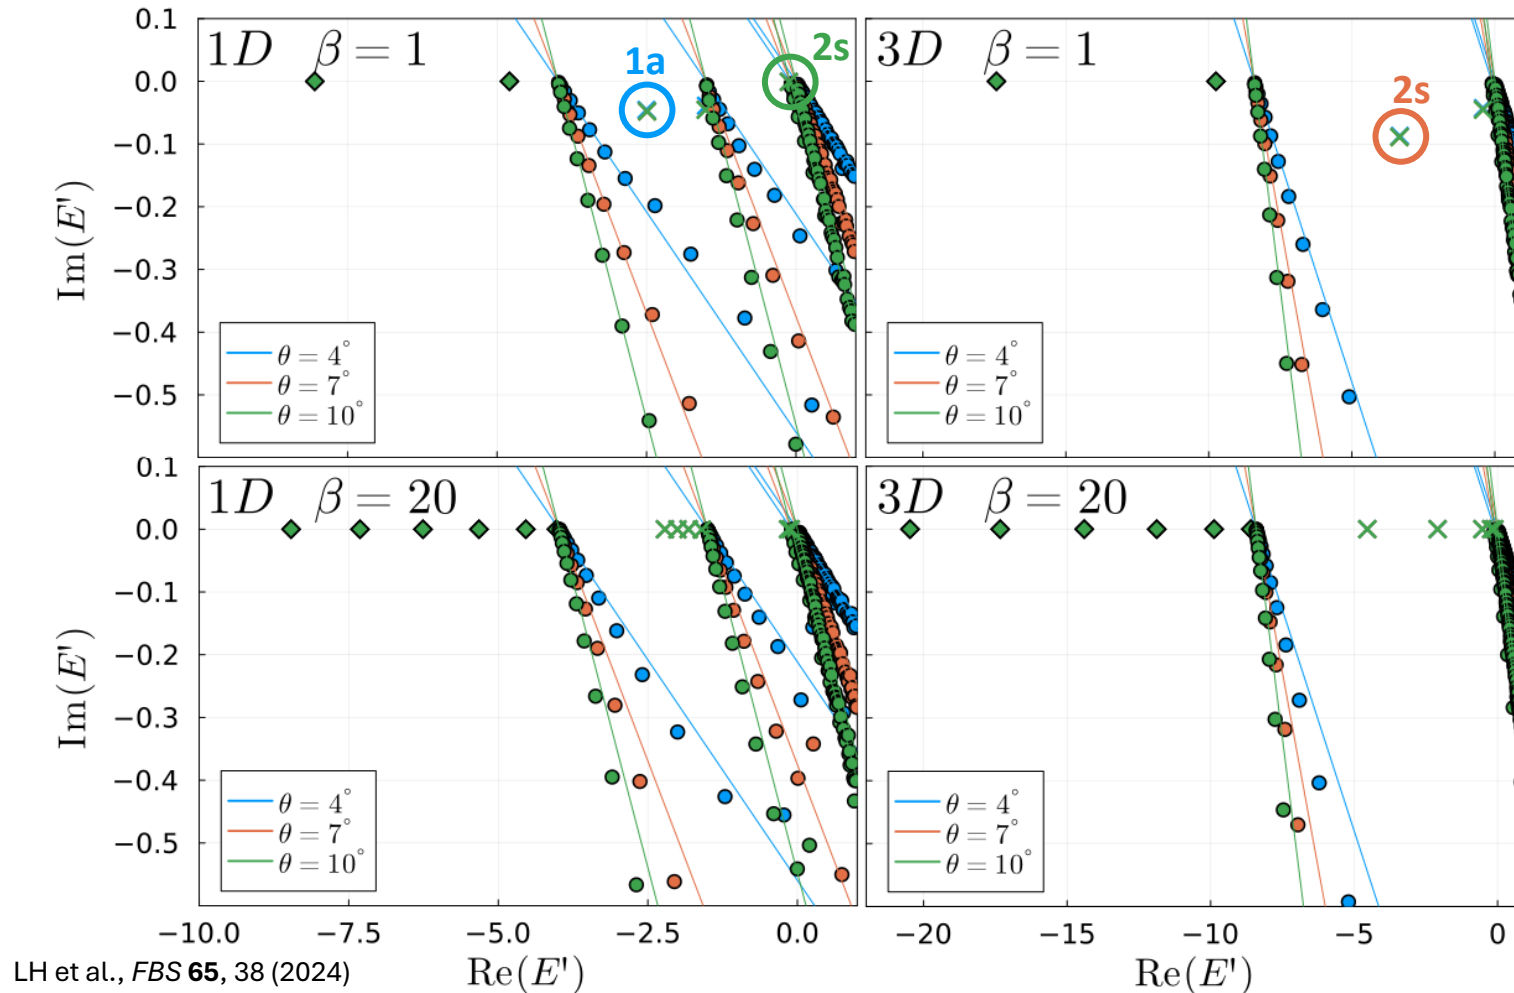 1D β = 1
1a
2s
3D β = 1
2s
0.1
0.0
−0.1
−0.2
−0.3
−0.4
−0.5
Im(E')
θ = 4°
θ = 7°
θ = 10°
θ = 4°
θ = 7°
θ = 10°
1D β = 20
3D β = 20
0.1
0.0
−0.1
−0.2
−0.3
−0.4
−0.5
Im(E')
θ = 4°
θ = 7°
θ = 10°
θ = 4°
θ = 7°
θ = 10°
−10.0 −7.5 −5.0 −2.5 0.0
−20 −15 −10 −5 0
Re(E') Re(E')
LH et al., FBS 65, 38 (2024)